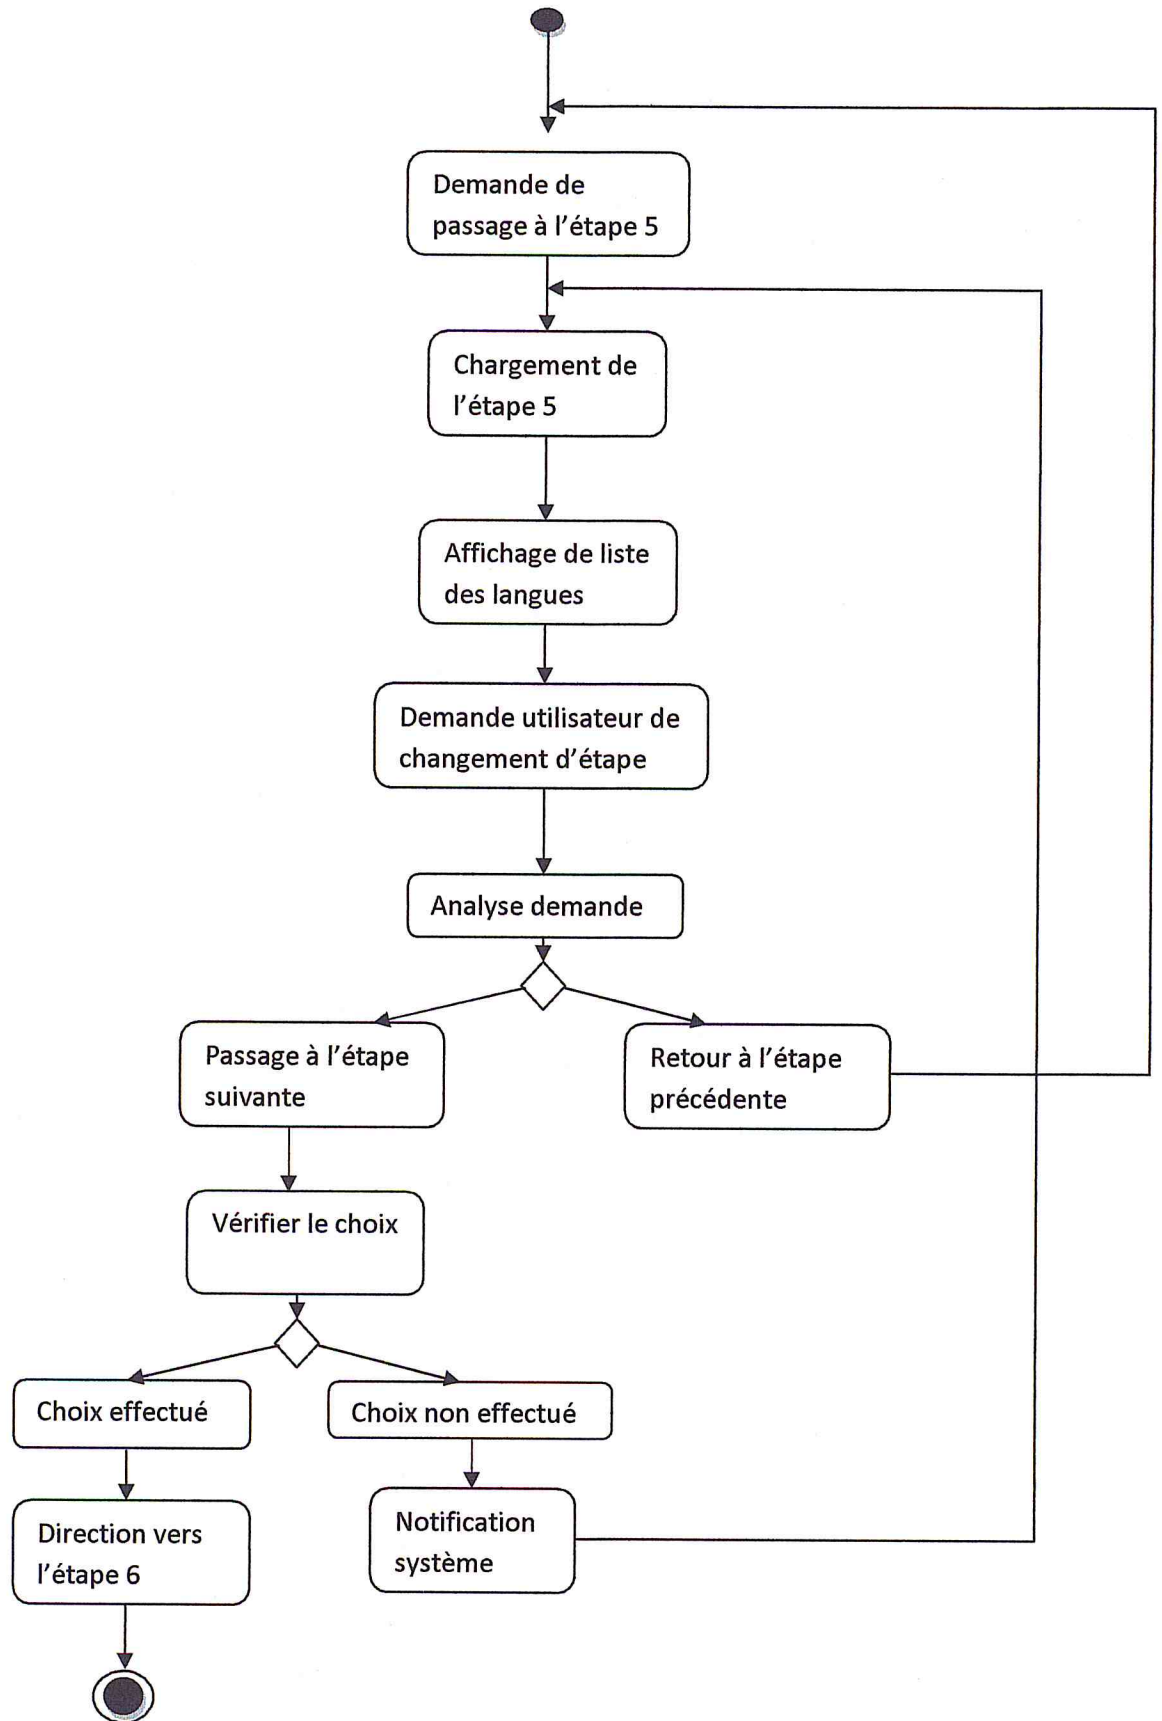 Demande de
passage à l'étape 5
Chargement de
l'étape 5
Affichage de liste
des langues
Demande utilisateur de
changement d'étape
Analyse demande
Passage à l'étape
suivante
Retour à l'étape
précédente
Vérifier le choix
Choix effectué
Choix non effectué
Direction vers
l'étape 6
Notification
système